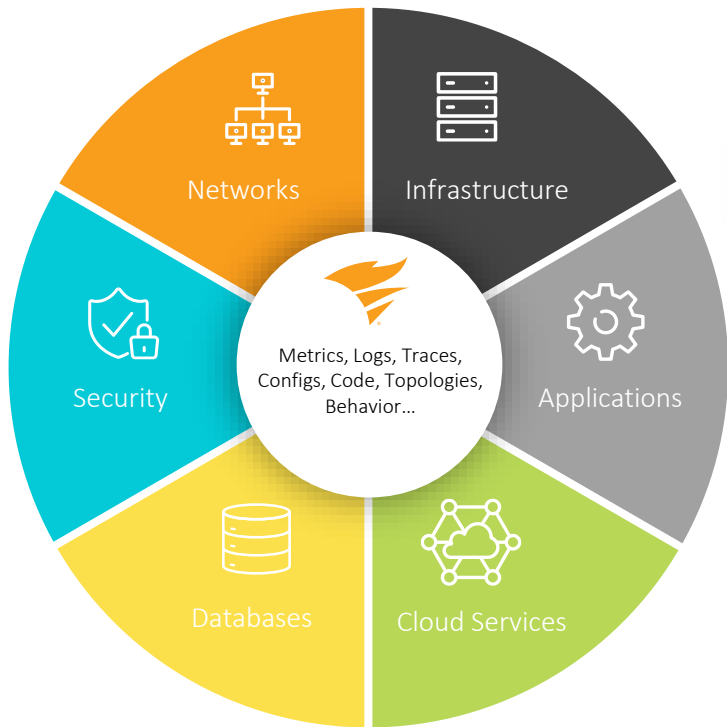 Networks
Infrastructure
Metrics, Logs, Traces,
Configs, Code, Topologies,
Behavior...
Security
Applications
Databases
Cloud Services